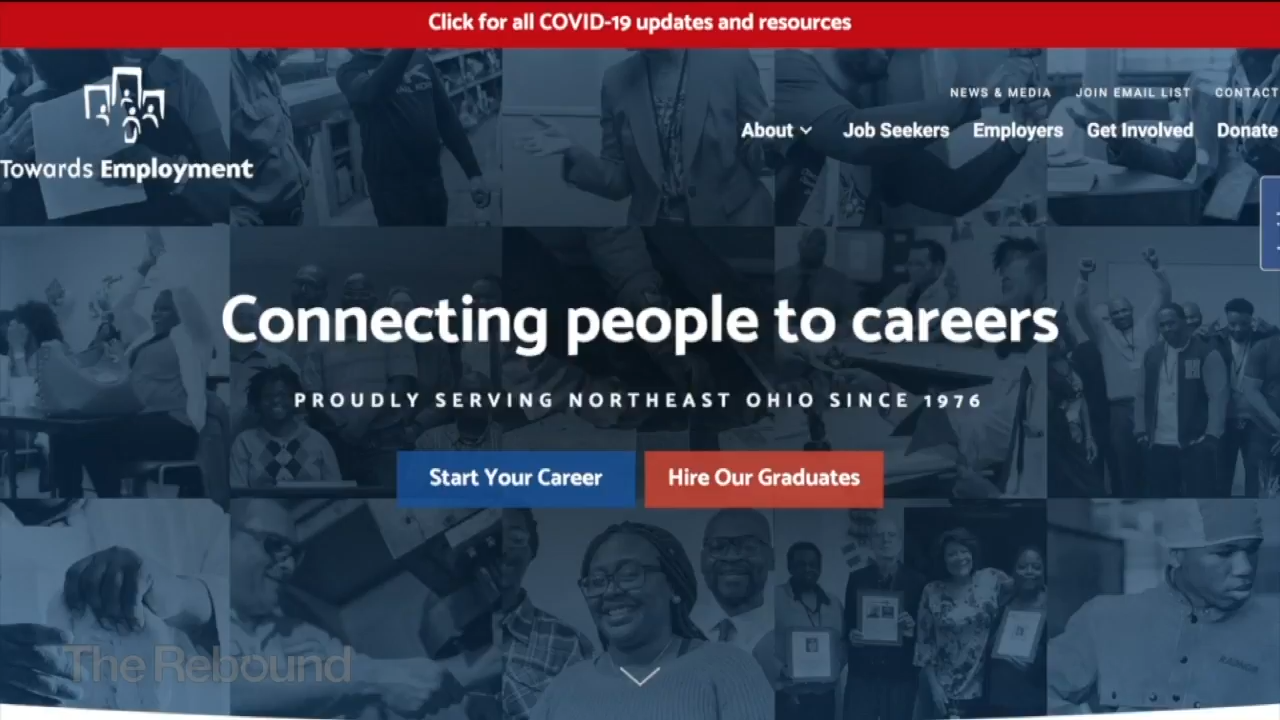 Click for all COVID-19 updates and resources
NEWS & MEDIA JOIN EMAIL LIST CONTACT
About Job Seekers Employers Get Involved Donate
Towards Employment
Connecting people to careers
PROUDLY SERVING NORTHEAST OHIO SINCE 1976
Start Your Career Hire Our Graduates
The Rebound